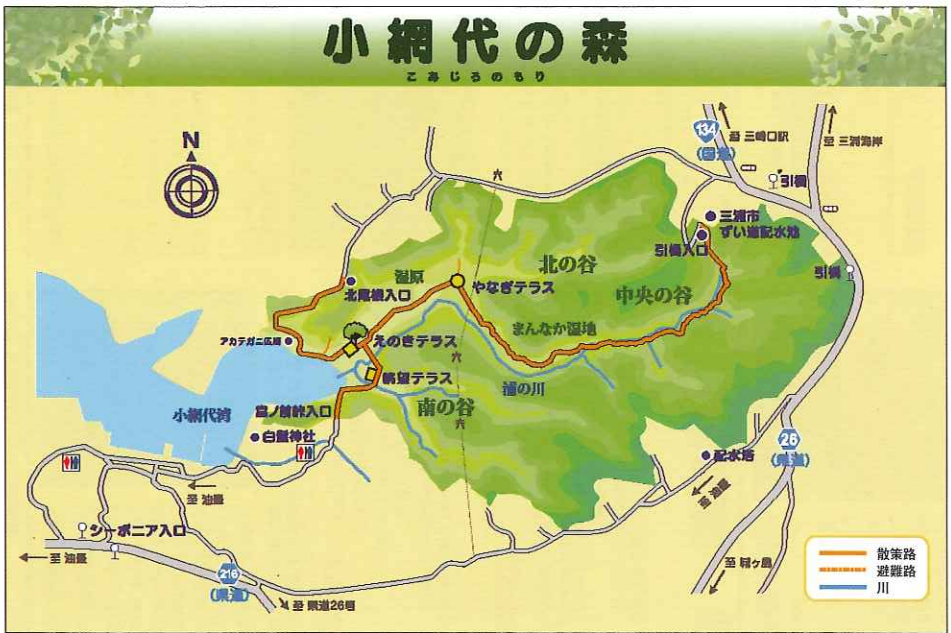 小網代の森
こあじろのもり
N
134
(国道)
至 三崎口駅
至 三浦海岸
引橋
三浦市
ずい道配水池
引橋入口
引橋
北の谷
中央の谷
湿原
やなぎテラス
北尾根入口
まんなか湿地
アカテガニ広場
えのきテラス
眺望テラス
浦の川
小網代湾
宮ノ前峠入口
南の谷
白髭神社
26
(県道)
配水塔
至 油壺
至 油壺
シーボニア入口
至 油壺
216
(県道)
至 県道26号
至 城ヶ島
散策路
避難路
川